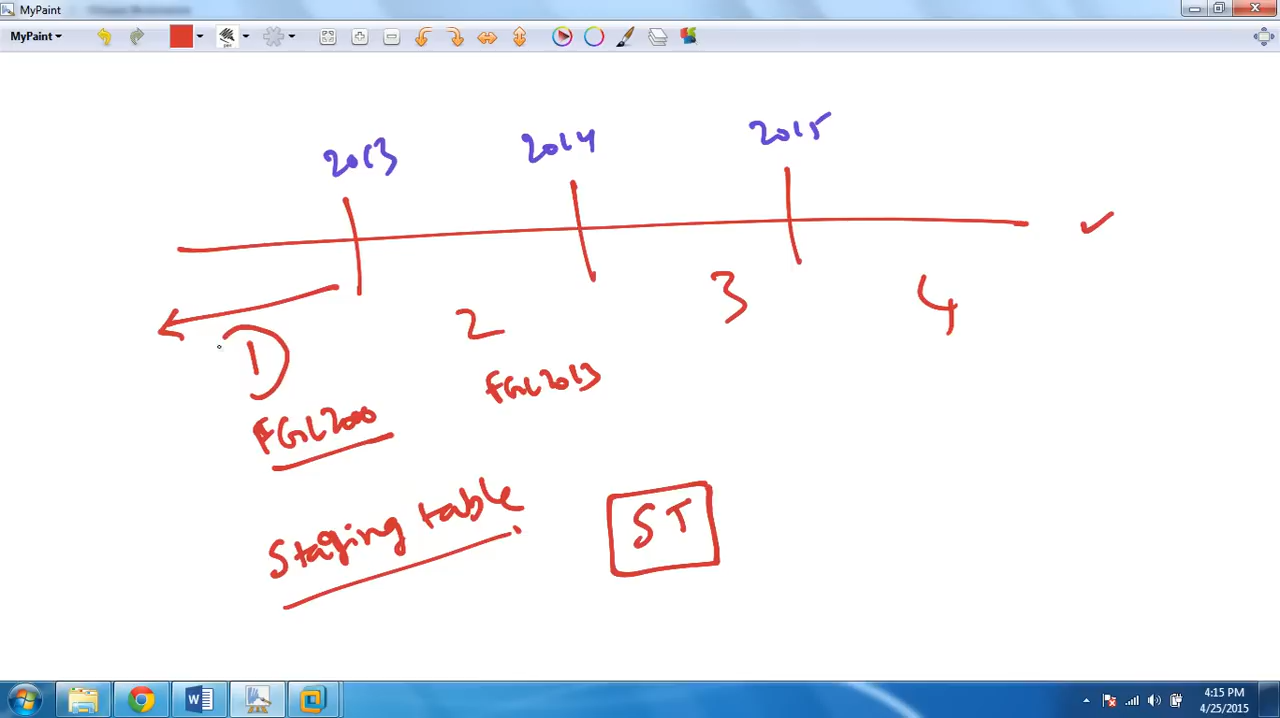 MyPaint
MyPaint
2013
2014
2015
1
2
3
4
FGL2000
FGL2013
Staging table
ST
4:15 PM
4/25/2015